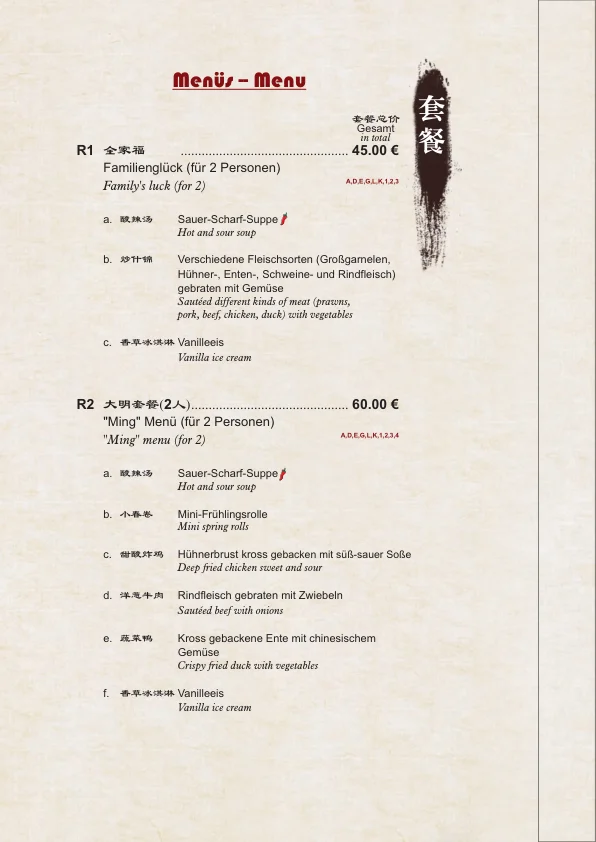 Menüs – Menu
套餐
套餐总价
Gesamt
in total
R1 全家福 ................................................ 45.00 €
Familienglück (für 2 Personen)
Family's luck (for 2)
A,D,E,G,L,K,1,2,3
a. 酸辣汤 Sauer-Scharf-Suppe
Hot and sour soup
b. 炒什锦 Verschiedene Fleischsorten (Großgarnelen,
Hühner-, Enten-, Schweine- und Rindfleisch)
gebraten mit Gemüse
Sautéed different kinds of meat (prawns,
pork, beef, chicken, duck) with vegetables
c. 香草冰淇淋 Vanilleeis
Vanilla ice cream
R2 大明套餐(2人)............................................. 60.00 €
"Ming" Menü (für 2 Personen)
"Ming" menu (for 2)
A,D,E,G,L,K,1,2,3,4
a. 酸辣汤 Sauer-Scharf-Suppe
Hot and sour soup
b. 小春卷 Mini-Frühlingsrolle
Mini spring rolls
c. 甜酸炸鸡 Hühnerbrust kross gebacken mit süß-sauer Soße
Deep fried chicken sweet and sour
d. 洋葱牛肉 Rindfleisch gebraten mit Zwiebeln
Sautéed beef with onions
e. 蔬菜鸭 Kross gebackene Ente mit chinesischem
Gemüse
Crispy fried duck with vegetables
f. 香草冰淇淋 Vanilleeis
Vanilla ice cream